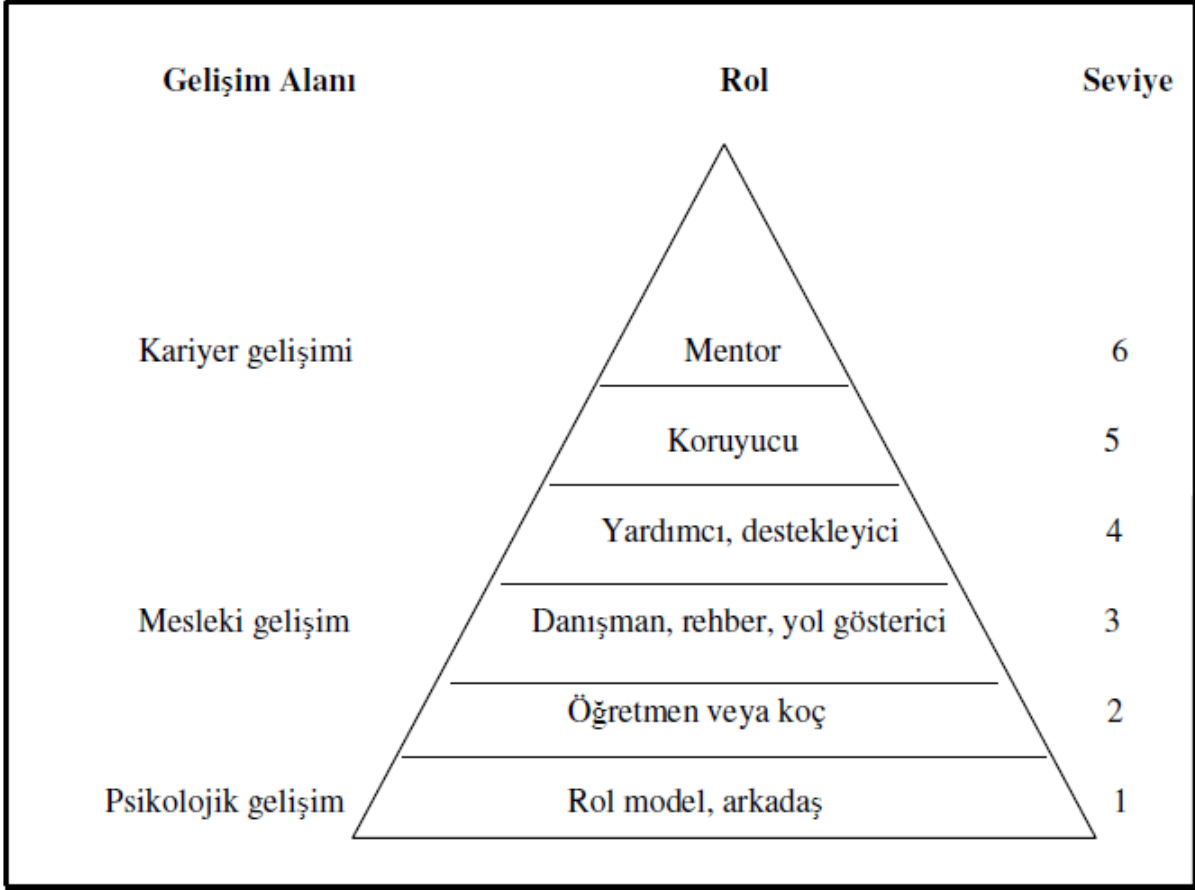 Gelişim Alanı Rol Seviye
Kariyer gelişimi Mentor 6
Koruyucu 5
Yardımcı, destekleyici 4
Mesleki gelişim Danışman, rehber, yol gösterici 3
Öğretmen veya koç 2
Psikolojik gelişim Rol model, arkadaş 1